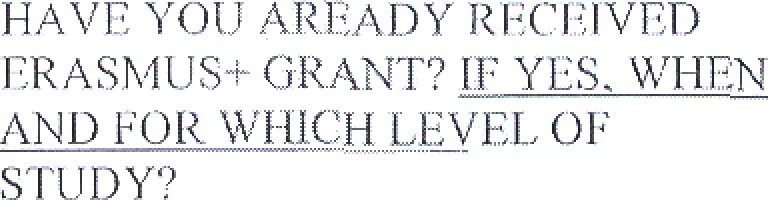 HAVE YOU AREADY RECEIVED
ERASMUS+ GRANT? IF YES, WHEN
AND FOR WHICH LEVEL OF
STUDY?